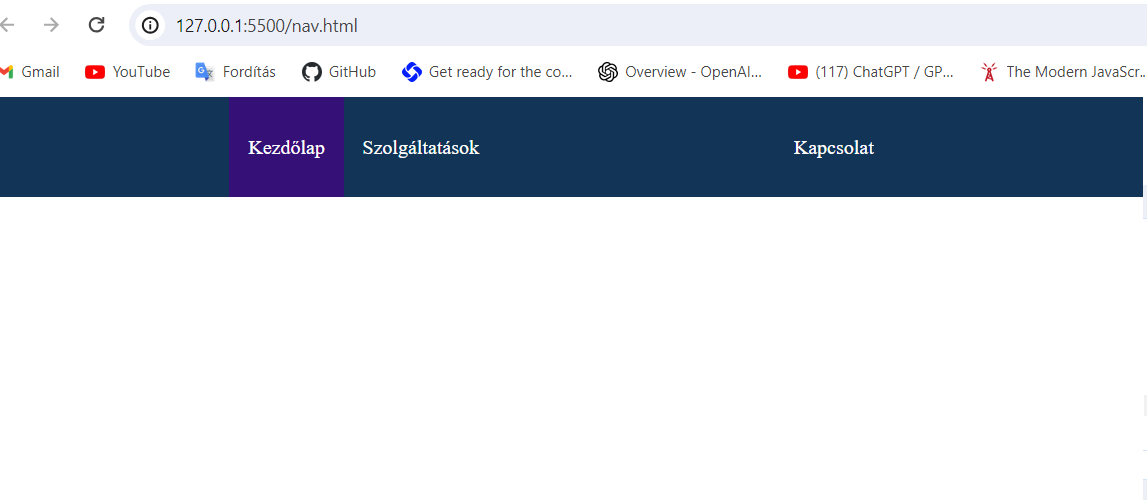 127.0.0.1:5500/nav.html
Gmail YouTube Fordítás GitHub Get ready for the co... Overview - OpenAI... (117) ChatGPT / GP... The Modern JavaScr...
Kezdőlap Szolgáltatások Kapcsolat